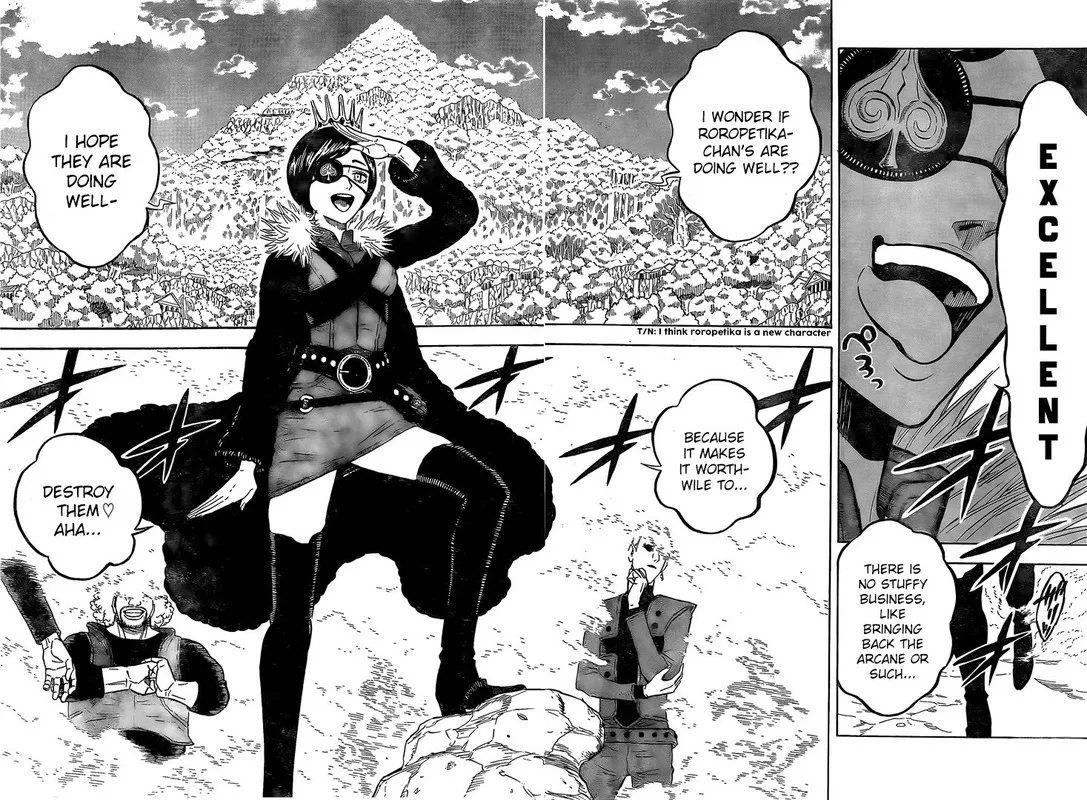 EXCELLENT
THERE IS
NO STUFFY
BUSINESS,
LIKE
BRINGING
BACK THE
ARCANE OR
SUCH...
I WONDER IF
ROROPETIKA-
CHAN'S ARE
DOING WELL??
T/N: I think roropetika is a new character
I HOPE
THEY ARE
DOING
WELL-
BECAUSE
IT MAKES
IT WORTH-
WILE TO...
DESTROY
THEM♡
AHA...